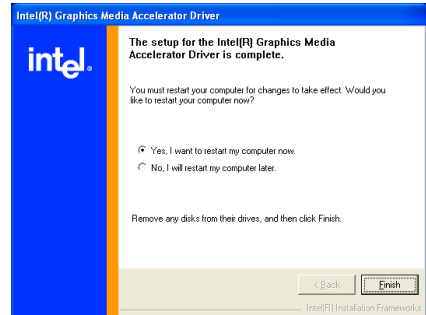 Intel(R) Graphics Media Accelerator Driver
intel.
The setup for the Intel(R) Graphics Media
Accelerator Driver is complete.
You must restart your computer for changes to take effect. Would you
like to restart your computer now?
Yes, I want to restart my computer now.
No, I will restart my computer later.
Remove any disks from their drives, and then click Finish.
< Back
Finish
Intel(R) Installation Frameworks